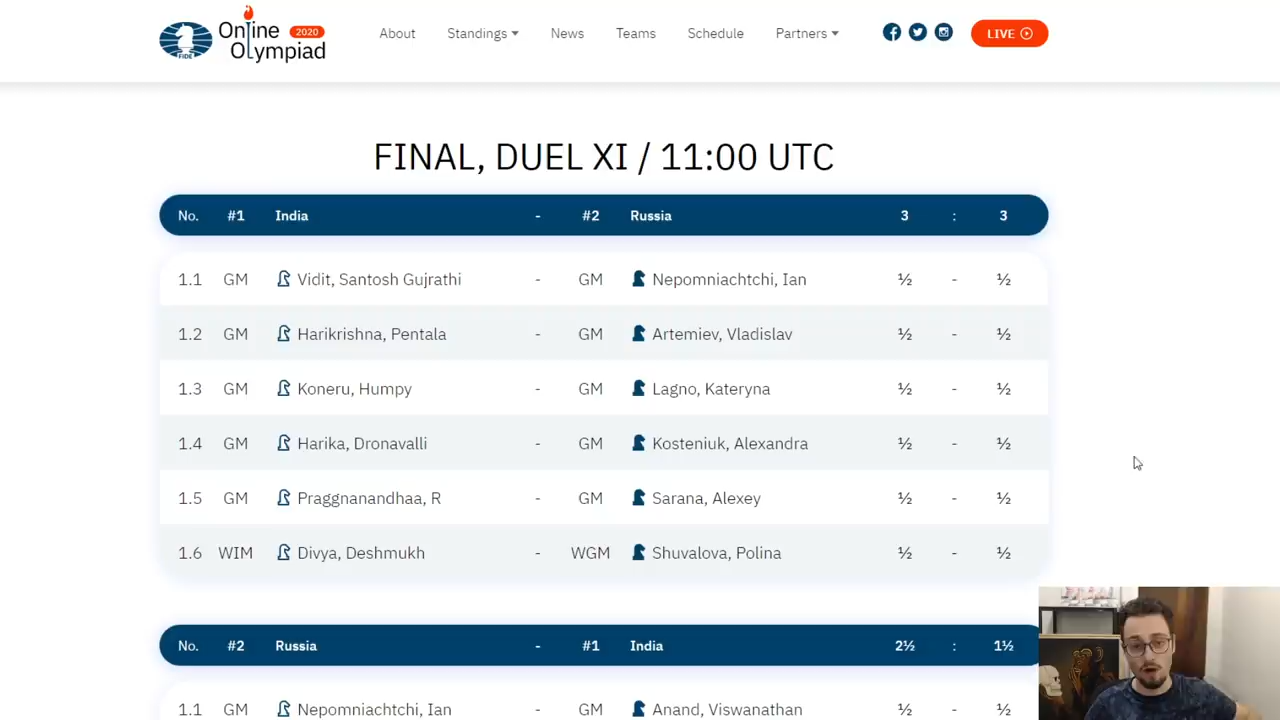 Online 2020
Olympiad
FIDE
About Standings News Teams Schedule Partners LIVE
FINAL, DUEL XI / 11:00 UTC
No. #1 India - #2 Russia 3 : 3
1.1 GM Vidit, Santosh Gujrathi - GM Nepomniachtchi, Ian ½ - ½
1.2 GM Harikrishna, Pentala - GM Artemiev, Vladislav ½ - ½
1.3 GM Koneru, Humpy - GM Lagno, Kateryna ½ - ½
1.4 GM Harika, Dronavalli - GM Kosteniuk, Alexandra ½ - ½
1.5 GM Praggnanandhaa, R - GM Sarana, Alexey ½ - ½
1.6 WIM Divya, Deshmukh - WGM Shuvalova, Polina ½ - ½
No. #2 Russia - #1 India 2½ : 1½
1.1 GM Nepomniachtchi, Ian - GM Anand, Viswanathan ½ - ½